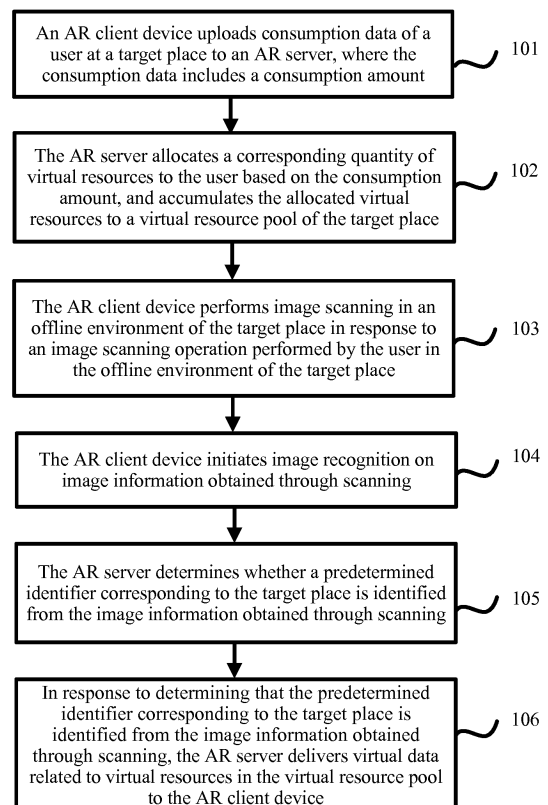 An AR client device uploads consumption data of a
user at a target place to an AR server, where the
consumption data includes a consumption amount
101
The AR server allocates a corresponding quantity of
virtual resources to the user based on the consumption
amount, and accumulates the allocated virtual
resources to a virtual resource pool of the target place
102
The AR client device performs image scanning in an
offline environment of the target place in response to
an image scanning operation performed by the user in
the offline environment of the target place
103
The AR client device initiates image recognition on
image information obtained through scanning
104
The AR server determines whether a predetermined
identifier corresponding to the target place is identified
from the image information obtained through scanning
105
In response to determining that the predetermined
identifier corresponding to the target place is
identified from the image information obtained
through scanning, the AR server delivers virtual data
related to virtual resources in the virtual resource pool
to the AR client device
106